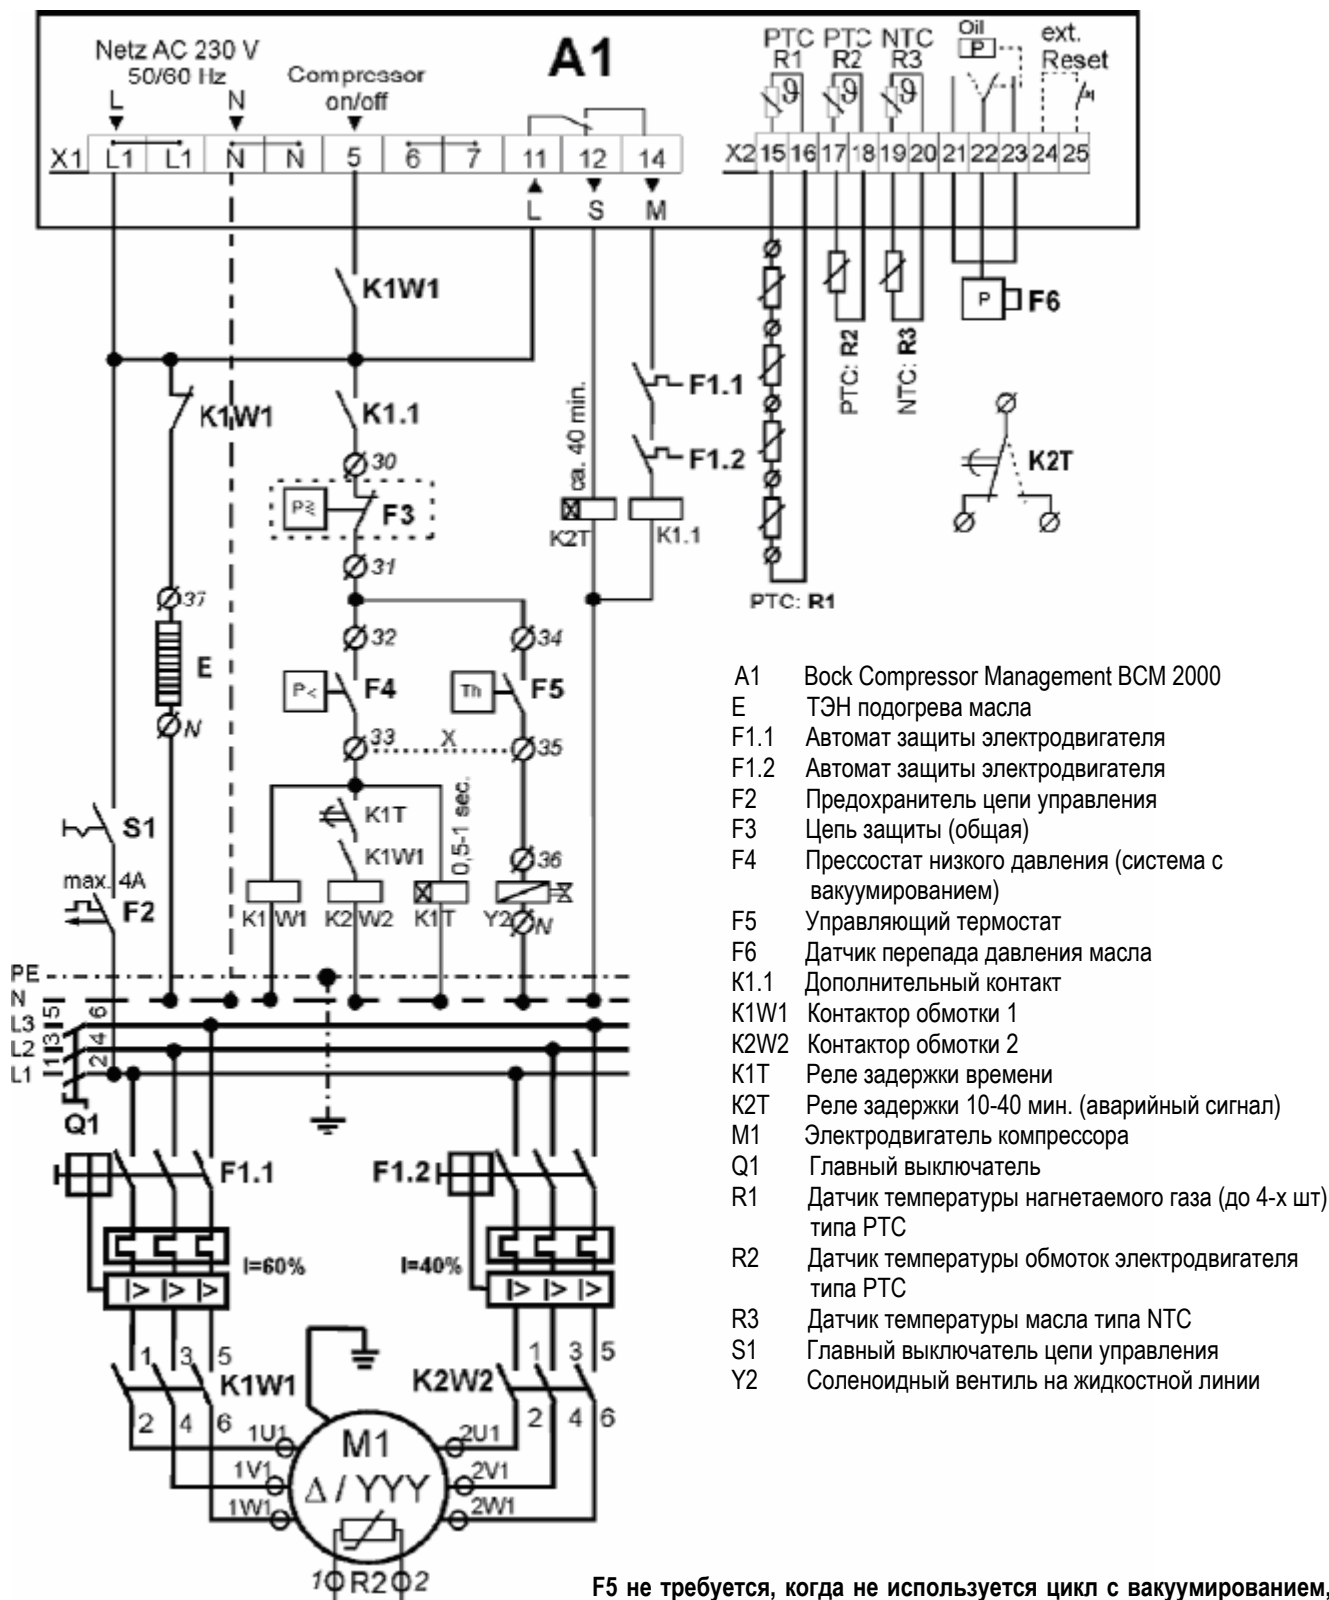 Netz AC 230 V
50/60 Hz
L
N
Compressor
on/off
A1
PTC
R1
PTC
R2
NTC
R3
Oil
P
ext.
Reset
X1 L1 L1 N N 5 6 7 11 12 14
L S M
X2 15 16 17 18 19 20 21 22 23 24 25
K1W1
P
F6
PTC: R2
NTC: R3
K1W1
K1.1
F1.1
30
ca. 40 min.
F1.2
K2T
F3
K2T
K1.1
31
PTC: R1
37
32
34
E
P<
F4
Th
F5
N
33
X
35
S1
K1T
0,5-1 sec.
K1W1
36
max. 4A
F2
K1W1
K2W2
K1T
Y2
N
PE
N
L3 5 6
L2 3 4
L1 1 2
Q1
F1.1
F1.2
I=60%
I=40%
I> I> I>
I> I> I>
1 3 5
K1W1
2 4 6
K2W2
1 3 5
2 4 6
1U1
2U1
M1
1V1
2V1
Δ / YYY
1W1
2W1
1 R2 2
A1 Bock Compressor Management BCM 2000
E ТЭН подогрева масла
F1.1 Автомат защиты электродвигателя
F1.2 Автомат защиты электродвигателя
F2 Предохранитель цепи управления
F3 Цепь защиты (общая)
F4 Прессостат низкого давления (система с
вакуумированием)
F5 Управляющий термостат
F6 Датчик перепада давления масла
К1.1 Дополнительный контакт
K1W1 Контактор обмотки 1
K2W2 Контактор обмотки 2
К1Т Реле задержки времени
К2Т Реле задержки 10-40 мин. (аварийный сигнал)
M1 Электродвигатель компрессора
Q1 Главный выключатель
R1 Датчик температуры нагнетаемого газа (до 4-х шт)
типа PTC
R2 Датчик температуры обмоток электродвигателя
типа PTC
R3 Датчик температуры масла типа NTC
S1 Главный выключатель цепи управления
Y2 Соленоидный вентиль на жидкостной линии
F5 не требуется, когда не используется цикл с вакуумированием,